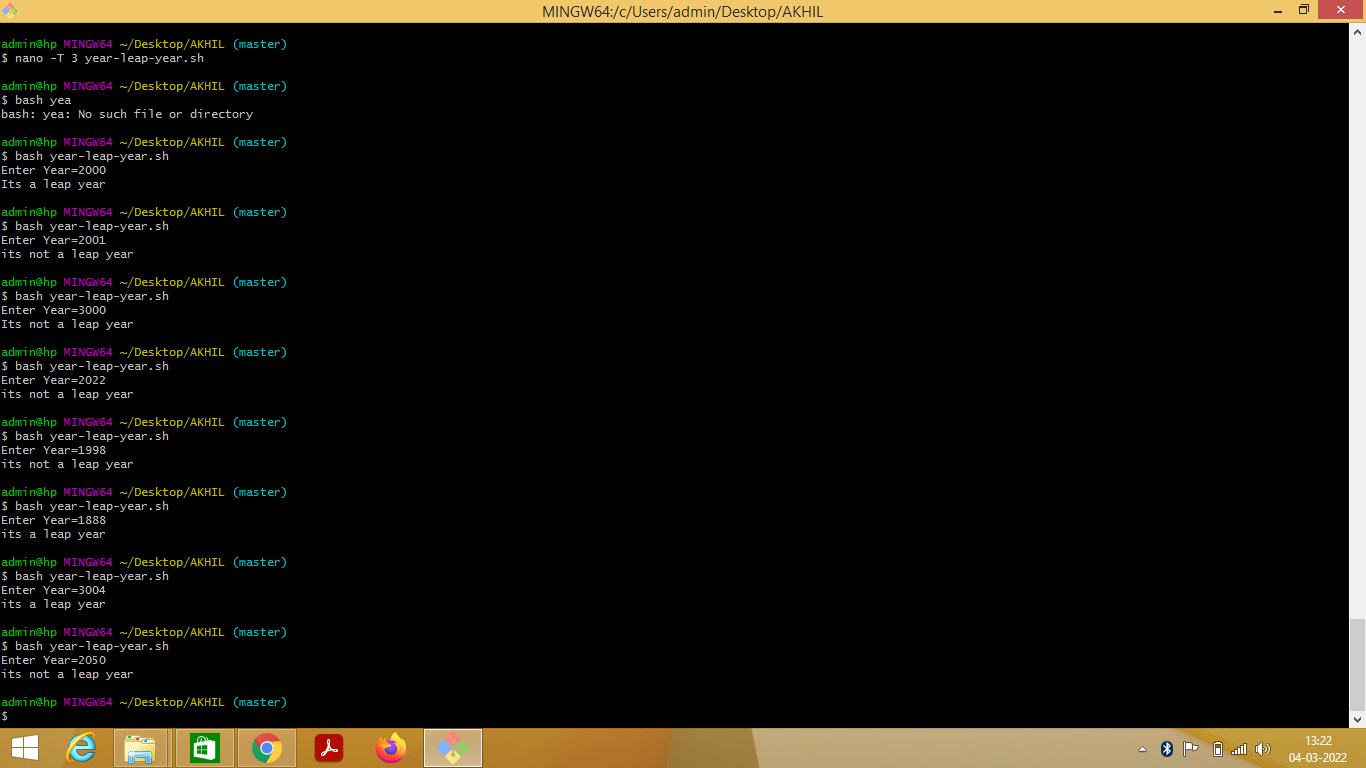 MINGW64:/c/Users/admin/Desktop/AKHIL
admin@hp MINGW64 ~/Desktop/AKHIL (master)
$ nano -T 3 year-leap-year.sh
admin@hp MINGW64 ~/Desktop/AKHIL (master)
$ bash yea
bash: yea: No such file or directory
admin@hp MINGW64 ~/Desktop/AKHIL (master)
$ bash year-leap-year.sh
Enter Year=2000
Its a leap year
admin@hp MINGW64 ~/Desktop/AKHIL (master)
$ bash year-leap-year.sh
Enter Year=2001
its not a leap year
admin@hp MINGW64 ~/Desktop/AKHIL (master)
$ bash year-leap-year.sh
Enter Year=3000
Its not a leap year
admin@hp MINGW64 ~/Desktop/AKHIL (master)
$ bash year-leap-year.sh
Enter Year=2022
its not a leap year
admin@hp MINGW64 ~/Desktop/AKHIL (master)
$ bash year-leap-year.sh
Enter Year=1998
its not a leap year
admin@hp MINGW64 ~/Desktop/AKHIL (master)
$ bash year-leap-year.sh
Enter Year=1888
its a leap year
admin@hp MINGW64 ~/Desktop/AKHIL (master)
$ bash year-leap-year.sh
Enter Year=3004
its a leap year
admin@hp MINGW64 ~/Desktop/AKHIL (master)
$ bash year-leap-year.sh
Enter Year=2050
its not a leap year
admin@hp MINGW64 ~/Desktop/AKHIL (master)
$
13:22
04-03-2022